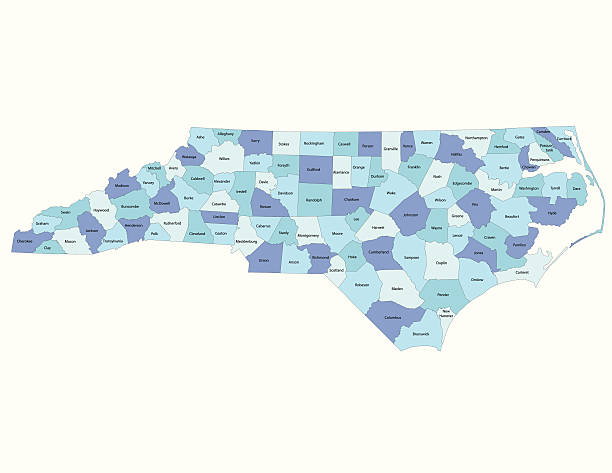 Ashe
Alleghany
Surry
Stokes
Rockingham
Caswell
Person
Granville
Vance
Warren
Northampton
Hertford
Gates
Camden
Currituck
Pasquo-
Tank
Perquimans
Chowan
Halifax
Bertie
Watauga
Wilkes
Yadkin
Forsyth
Guilford
Alamance
Orange
Durham
Franklin
Nash
Edgecombe
Martin
Washington
Tyrrell
Dare
Mitchell
Avery
Caldwell
Alexander
Iredell
Davie
Davidson
Randolph
Chatham
Wake
Wilson
Pitt
Beaufort
Hyde
Madison
Yancey
Burke
Catawba
Rowan
Lee
Johnston
Greene
Wayne
Lenoir
Craven
Pamlico
Haywood
Buncombe
McDowell
Rutherford
Lincoln
Cabarrus
Stanly
Montgomery
Moore
Harnett
Swain
Graham
Jackson
Henderson
Polk
Cleveland
Gaston
Mecklenburg
Cherokee
Clay
Macon
Transylvania
Union
Anson
Richmond
Scotland
Hoke
Cumberland
Sampson
Duplin
Jones
Onslow
Carteret
Robeson
Bladen
Pender
New
Hanover
Columbus
Brunswick